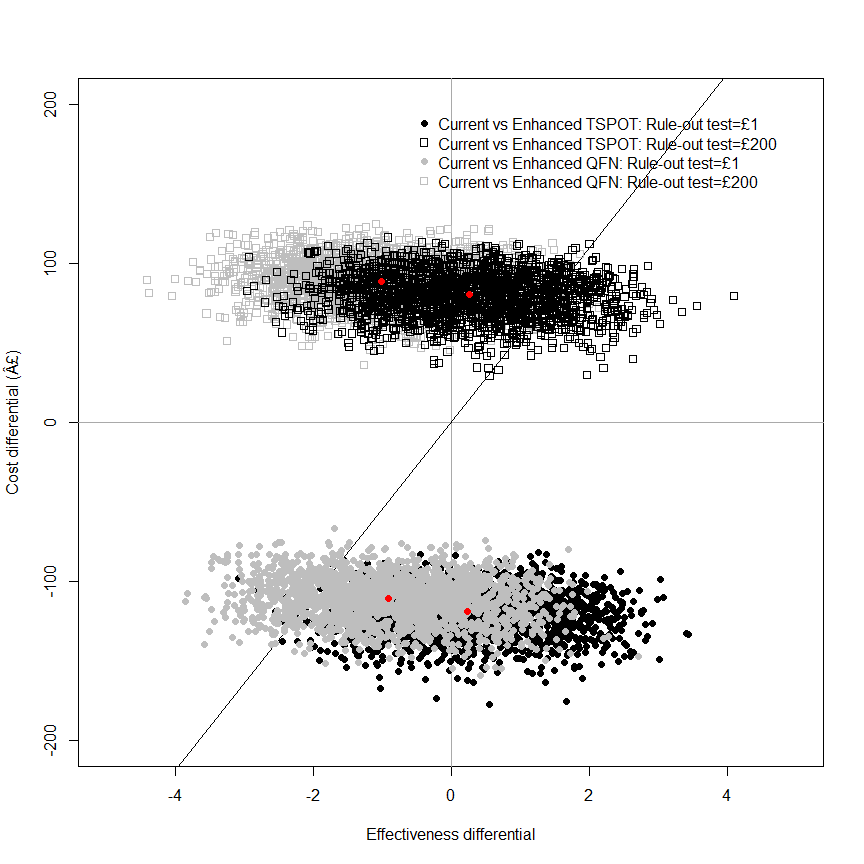 Current vs Enhanced TSPOT: Rule-out test=£1
Current vs Enhanced TSPOT: Rule-out test=£200
Current vs Enhanced QFN: Rule-out test=£1
Current vs Enhanced QFN: Rule-out test=£200
200
100
0
-100
-200
Cost differential (Â£)
-4 -2 0 2 4
Effectiveness differential